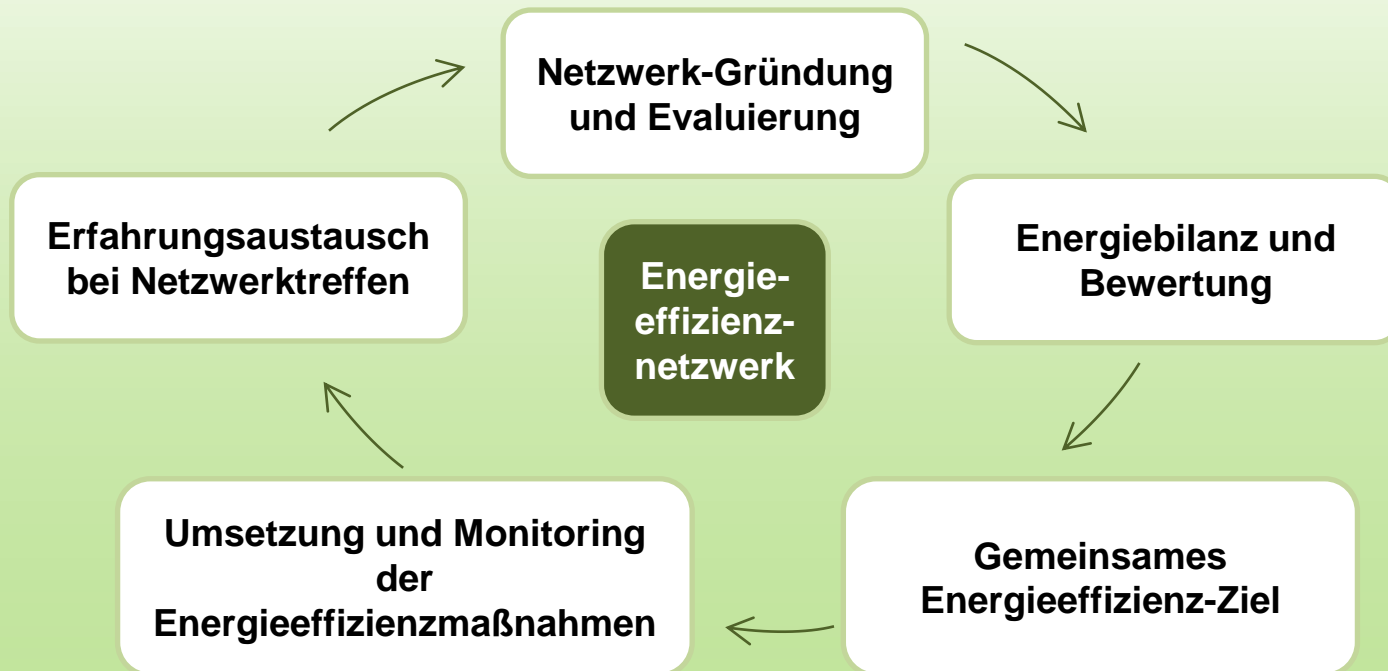 Netzwerk-Gründung
und Evaluierung
Erfahrungsaustausch
bei Netzwerktreffen
Energie-
effizienz-
netzwerk
Energiebilanz und
Bewertung
Umsetzung und Monitoring
der
Energieeffizienzmaßnahmen
Gemeinsames
Energieeffizienz-Ziel